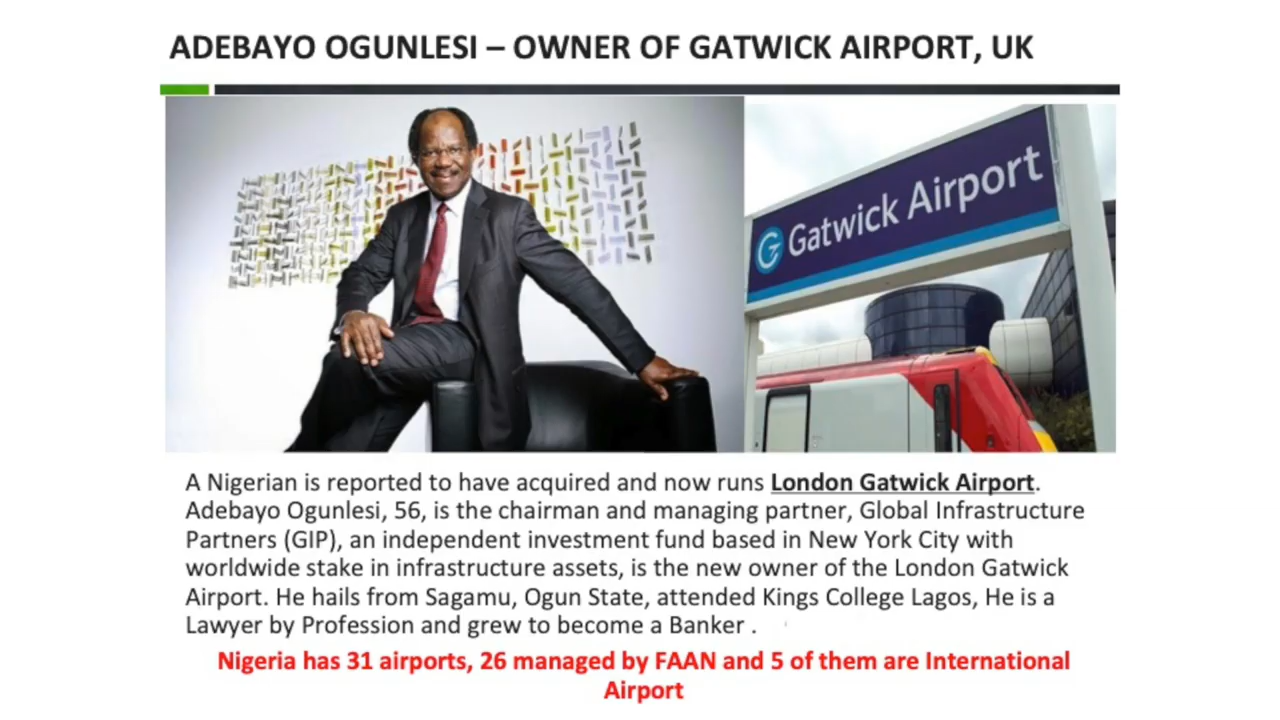 ADEBAYO OGUNLESI – OWNER OF GATWICK AIRPORT, UK
Gatwick Airport
A Nigerian is reported to have acquired and now runs London Gatwick Airport.
Adebayo Ogunlesi, 56, is the chairman and managing partner, Global Infrastructure
Partners (GIP), an independent investment fund based in New York City with
worldwide stake in infrastructure assets, is the new owner of the London Gatwick
Airport. He hails from Sagamu, Ogun State, attended Kings College Lagos, He is a
Lawyer by Profession and grew to become a Banker .
Nigeria has 31 airports, 26 managed by FAAN and 5 of them are International
Airport